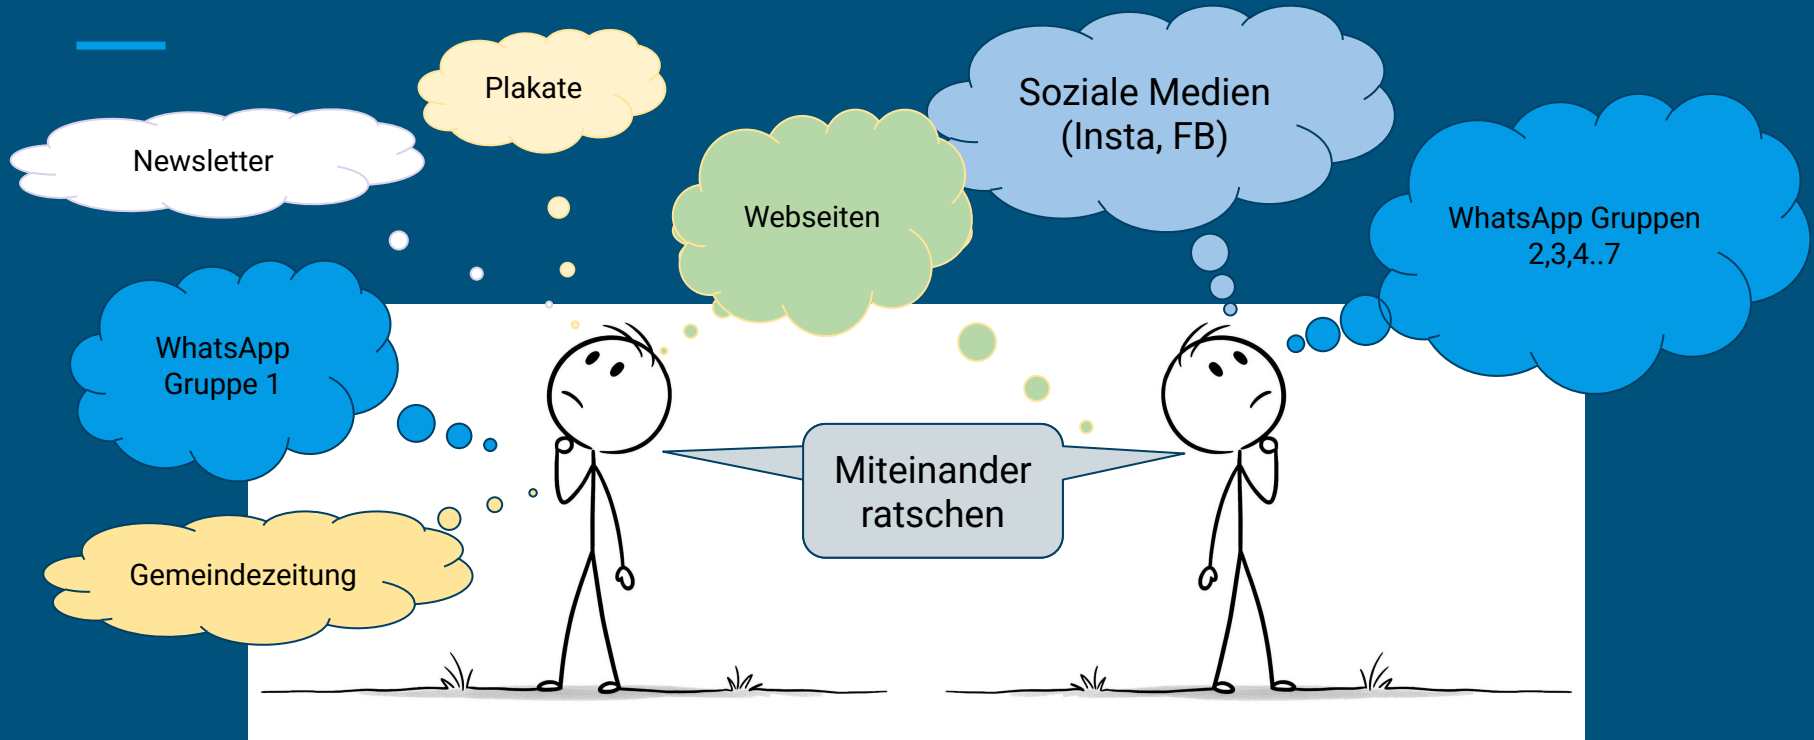 Plakate
Soziale Medien
(Insta, FB)
Newsletter
Webseiten
WhatsApp Gruppen
2,3,4..7
WhatsApp
Gruppe 1
Miteinander
ratschen
Gemeindezeitung